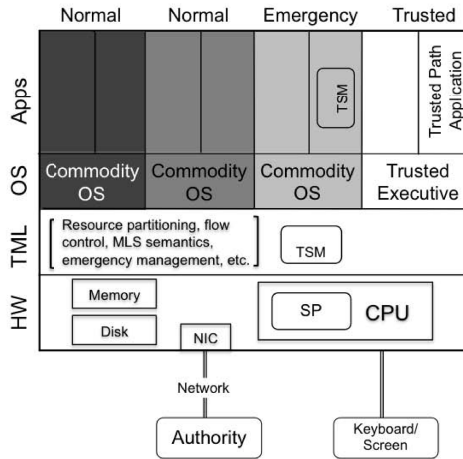 Normal Normal Emergency Trusted
Apps
TSM
Trusted Path
Application
OS
Commodity
OS
Commodity
OS
Commodity
OS
Trusted
Executive
TML
Resource partitioning, flow
control, MLS semantics,
emergency management, etc.
TSM
HW
Memory
Disk
NIC
SP
CPU
Network
Authority
Keyboard/
Screen